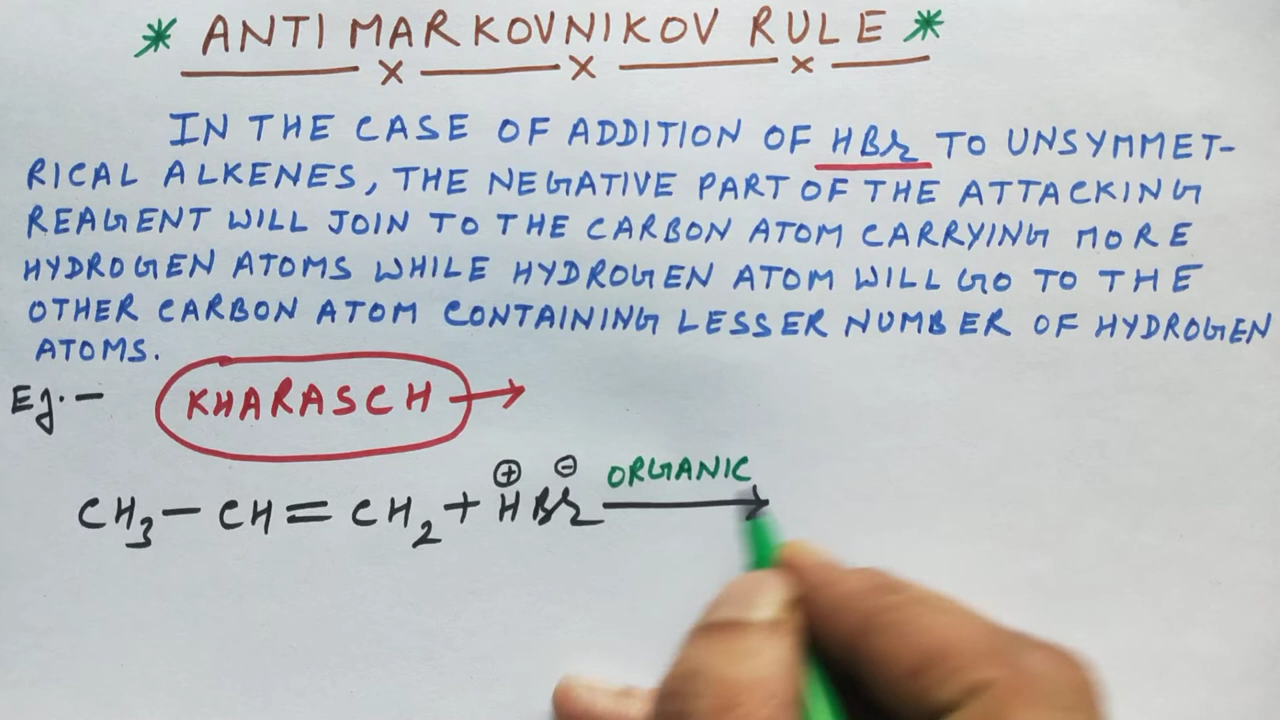 * ANTI MARKOVNIKOV RULE *
IN THE CASE OF ADDITION OF HBr TO UNSYMMET-
RICAL ALKENES, THE NEGATIVE PART OF THE ATTACKING
REAGENT WILL JOIN TO THE CARBON ATOM CARRYING MORE
HYDROGEN ATOMS WHILE HYDROGEN ATOM WILL GO TO THE
OTHER CARBON ATOM CONTAINING LESSER NUMBER OF HYDROGEN
ATOMS.
Eg.- KHARASCH →
⊕ ⊖ ORGANIC
CH₃-CH=CH₂+HBr →